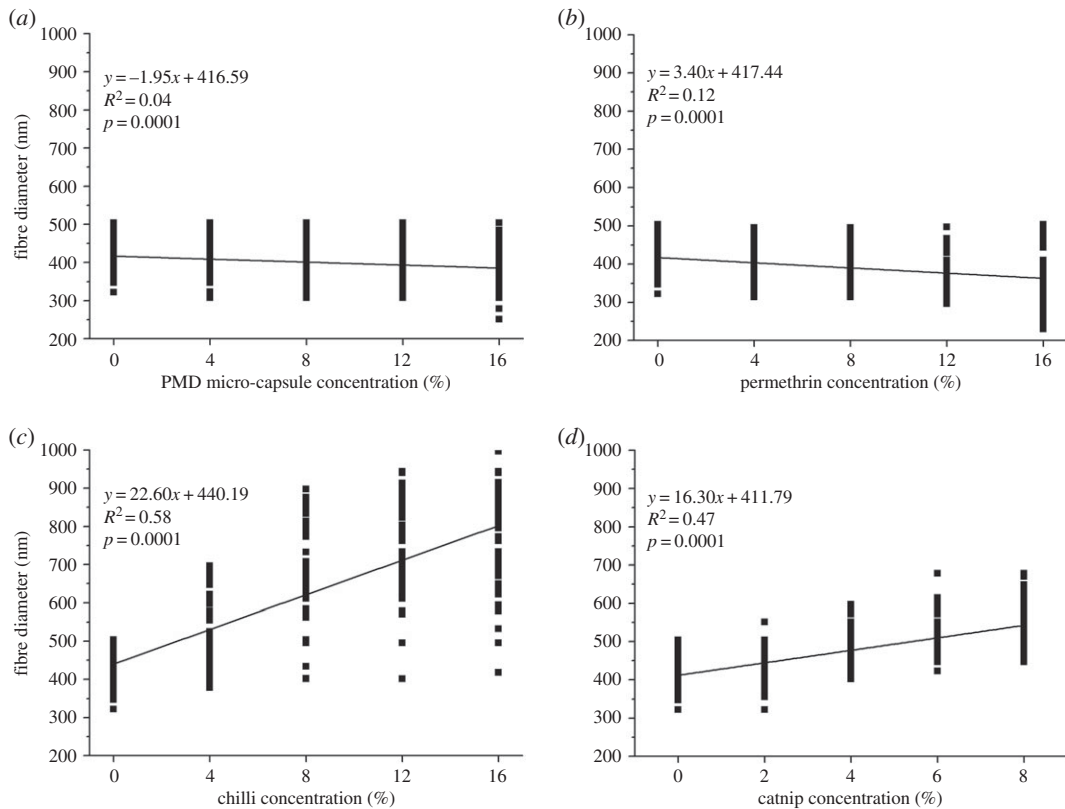 (a)
1000
900
800
700
600
500
400
300
200
fibre diameter (nm)
y = –1.95x + 416.59
R² = 0.04
p = 0.0001
0 4 8 12 16
PMD micro-capsule concentration (%)
(b)
1000
900
800
700
600
500
400
300
200
y = 3.40x + 417.44
R² = 0.12
p = 0.0001
0 4 8 12 16
permethrin concentration (%)
(c)
1000
900
800
700
600
500
400
300
200
fibre diameter (nm)
y = 22.60x + 440.19
R² = 0.58
p = 0.0001
0 4 8 12 16
chilli concentration (%)
(d)
1000
900
800
700
600
500
400
300
200
y = 16.30x + 411.79
R² = 0.47
p = 0.0001
0 2 4 6 8
catnip concentration (%)